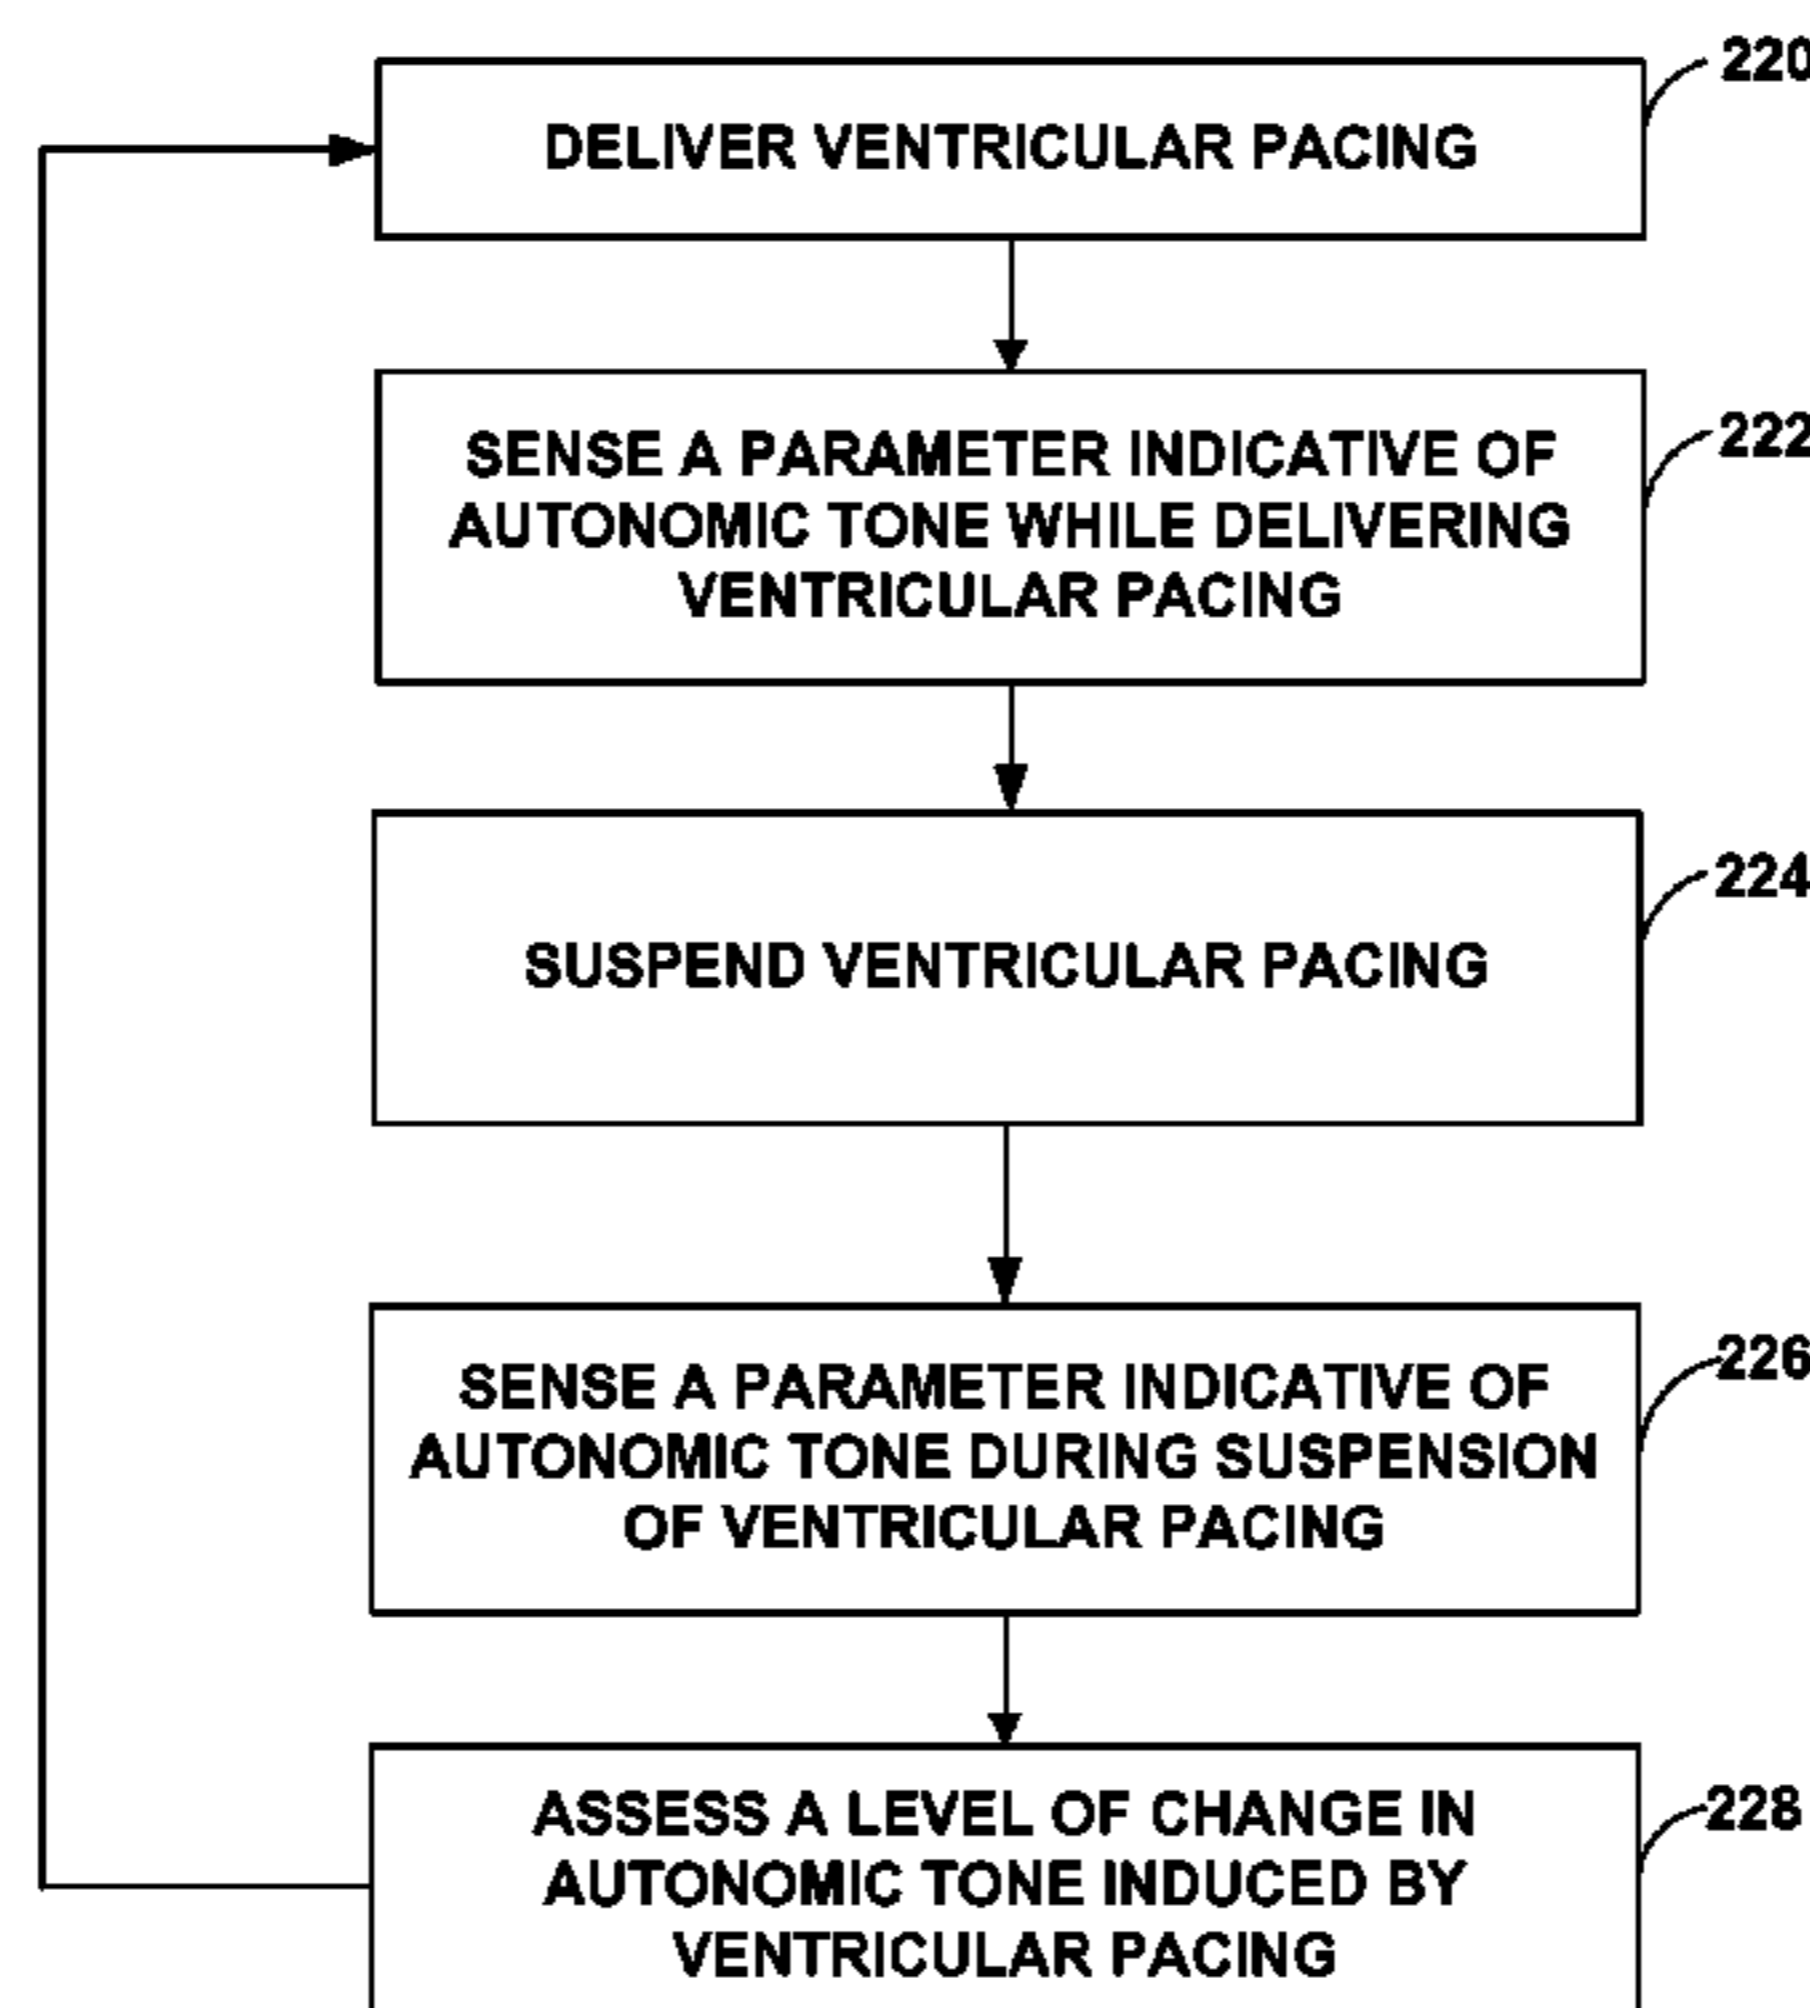 220
DELIVER VENTRICULAR PACING
222
SENSE A PARAMETER INDICATIVE OF
AUTONOMIC TONE WHILE DELIVERING
VENTRICULAR PACING
224
SUSPEND VENTRICULAR PACING
226
SENSE A PARAMETER INDICATIVE OF
AUTONOMIC TONE DURING SUSPENSION
OF VENTRICULAR PACING
228
ASSESS A LEVEL OF CHANGE IN
AUTONOMIC TONE INDUCED BY
VENTRICULAR PACING